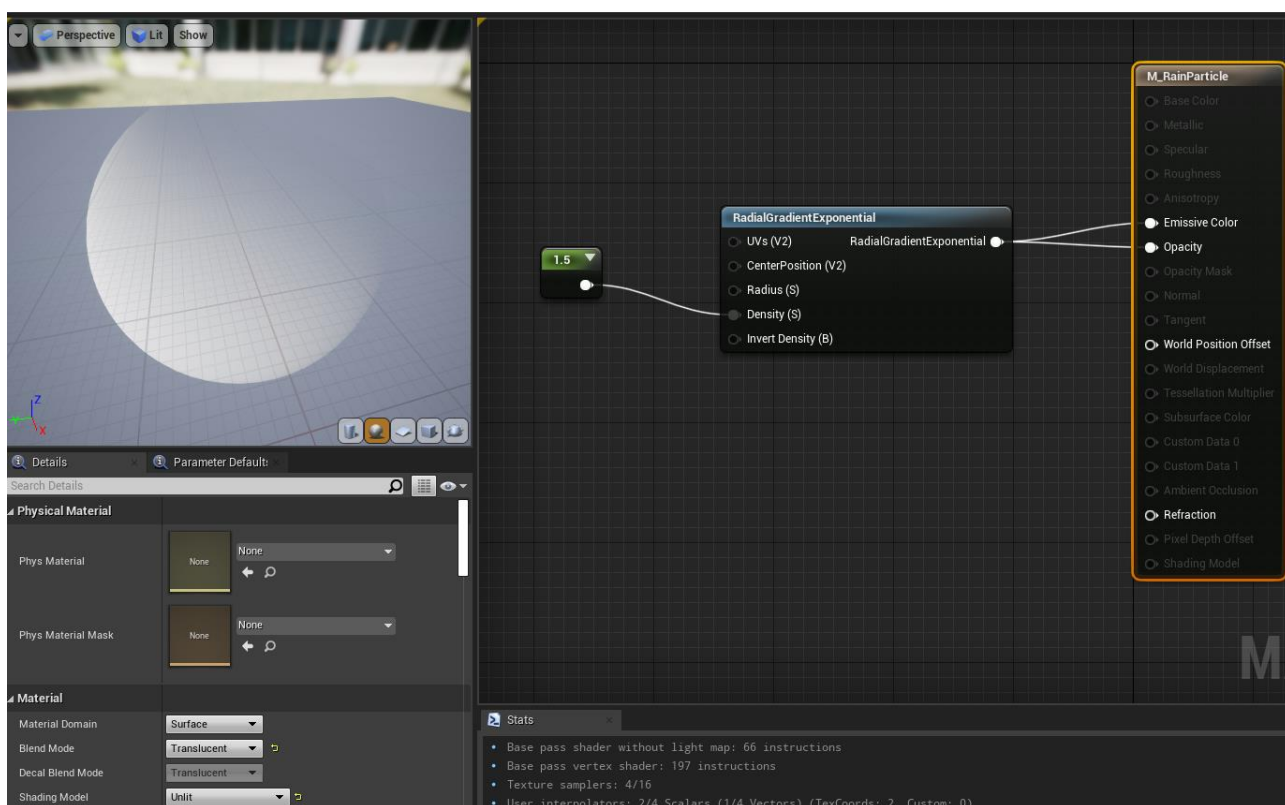 Perspective
Lit
Show
Z
X
Details
Parameter Default
Search Details
Physical Material
Phys Material
None
None
Phys Material Mask
None
None
Material
Material Domain
Surface
Blend Mode
Translucent
Decal Blend Mode
Translucent
Shading Model
Unlit
1.5
RadialGradientExponential
UVs (V2)
RadialGradientExponential
CenterPosition (V2)
Radius (S)
Density (S)
Invert Density (B)
M_RainParticle
Base Color
Metallic
Specular
Roughness
Anisotropy
Emissive Color
Opacity
Opacity Mask
Normal
Tangent
World Position Offset
World Displacement
Tessellation Multiplier
Subsurface Color
Custom Data 0
Custom Data 1
Ambient Occlusion
Refraction
Pixel Depth Offset
Shading Model
M
Stats
• Base pass shader without light map: 66 instructions
• Base pass vertex shader: 197 instructions
• Texture samplers: 4/16
• User interpolators: 2/4 Scalars (1/4 Vectors) (TexCoords: 2, Custom: 0)